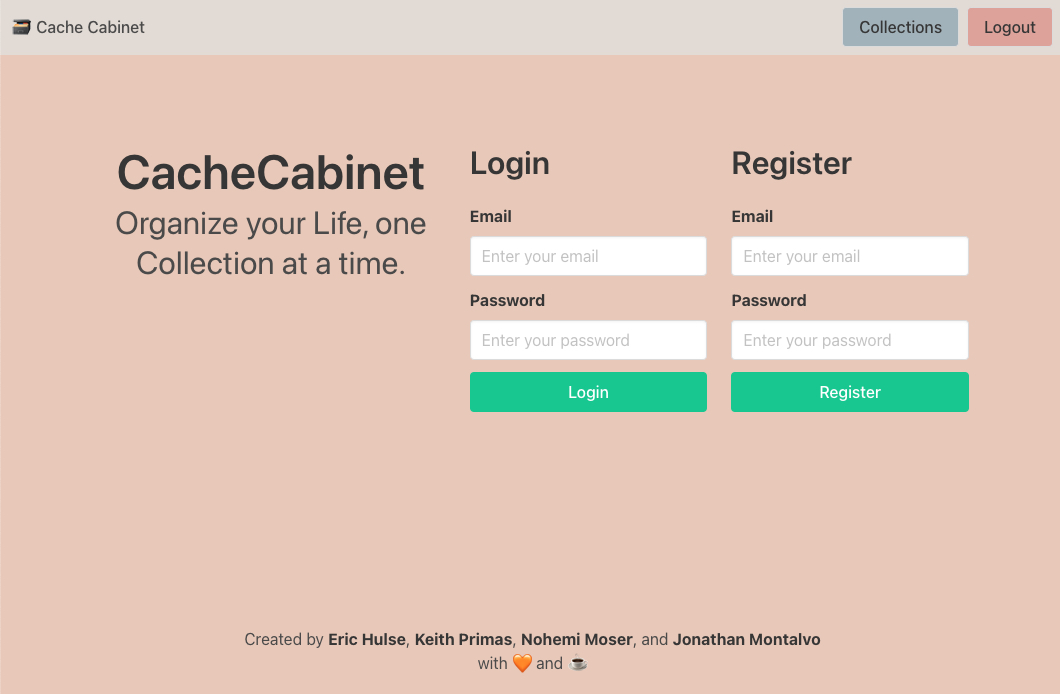 Cache Cabinet
Collections
Logout
CacheCabinet
Organize your Life, one
Collection at a time.
Login
Email
Enter your email
Password
Enter your password
Login
Register
Email
Enter your email
Password
Enter your password
Register
Created by Eric Hulse, Keith Primas, Nohemi Moser, and Jonathan Montalvo
with 🧡 and ☕